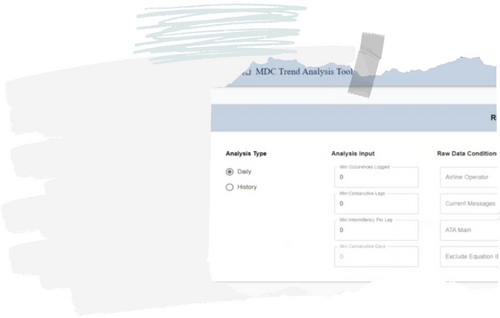 MDC Trend Analysis Tool
R
Analysis Type
Daily
History
Analysis Input
Min Occurrences Logged
0
Min Consecutive Legs
0
Min Intermittency Per Leg
0
Min Consecutive Days
0
Raw Data Condition
Airline Operator
Current Messages
ATA Main
Exclude Equation I